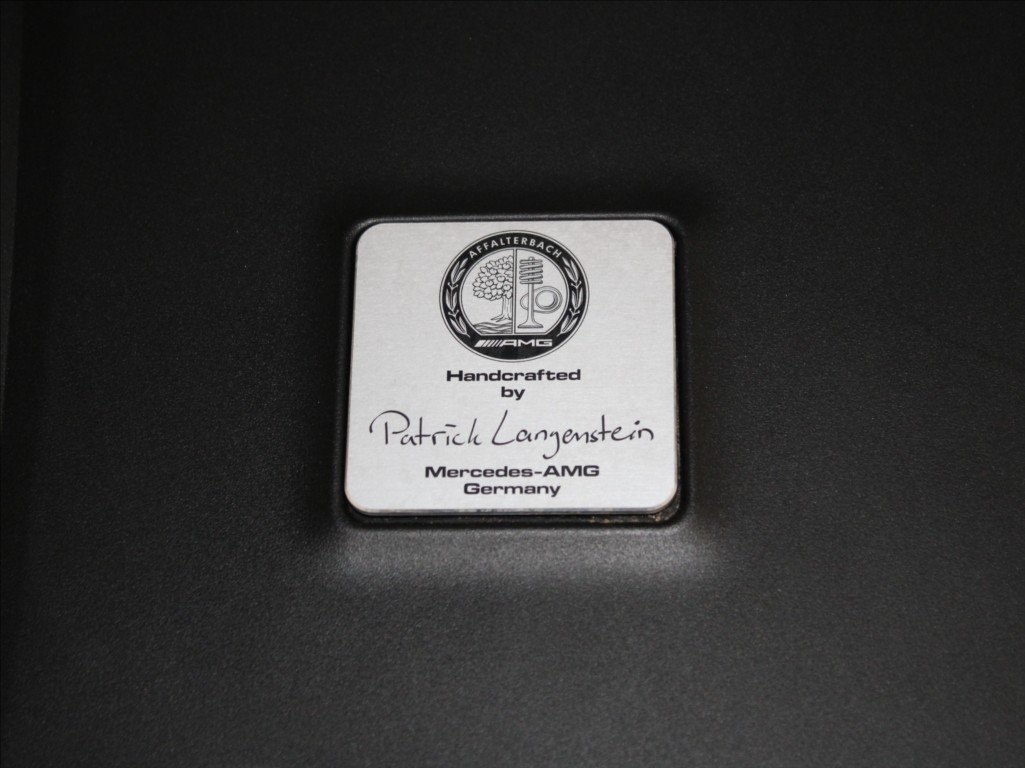 AFFALTERBACH
AMG
Handcrafted
by
Patrick Langenstein
Mercedes-AMG
Germany